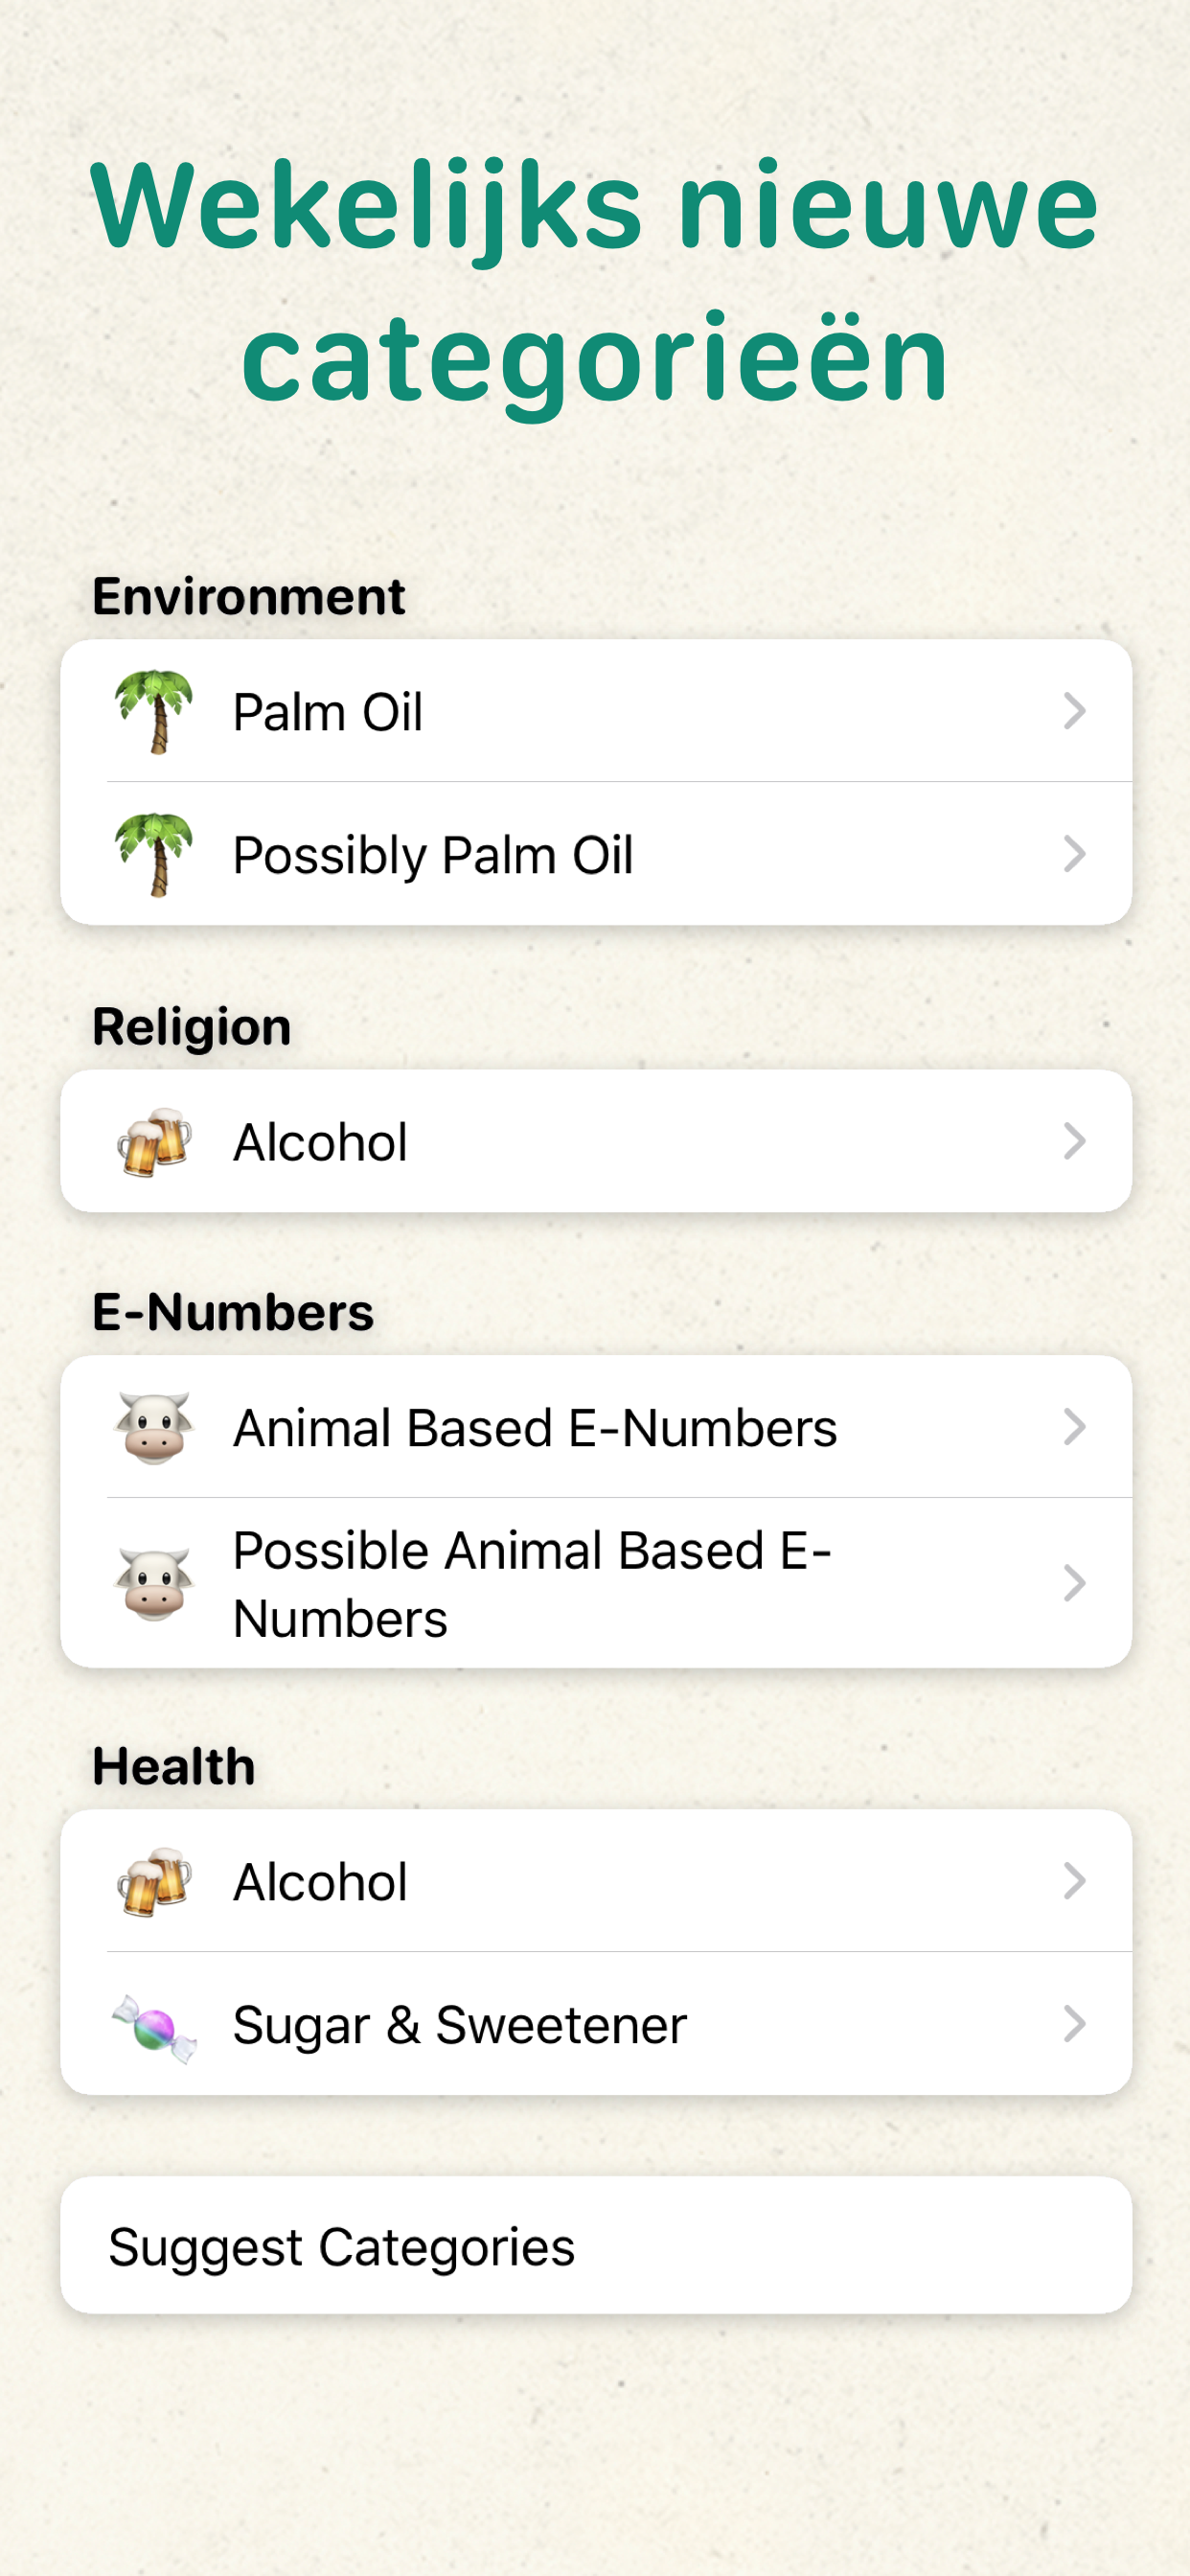 Wekelijks nieuwe
categorieën
Environment
Palm Oil
Possibly Palm Oil
Religion
Alcohol
E-Numbers
Animal Based E-Numbers
Possible Animal Based E-
Numbers
Health
Alcohol
Sugar & Sweetener
Suggest Categories